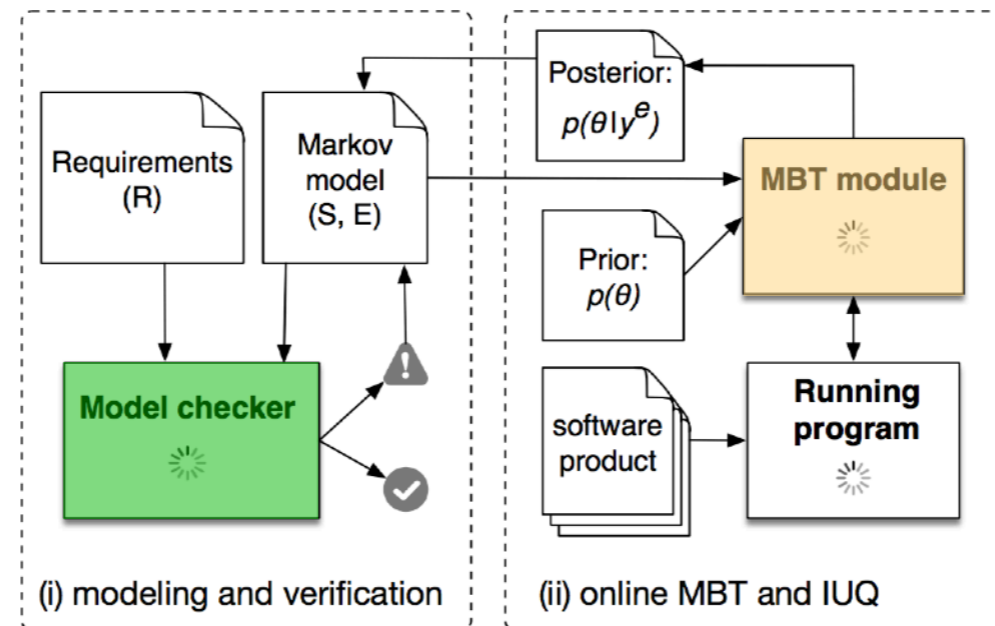 Requirements
(R)
Markov
model
(S, E)
Model checker
(i) modeling and verification
Posterior:
p(θ|yᵉ)
MBT module
Prior:
p(θ)
software
product
Running
program
(ii) online MBT and IUQ